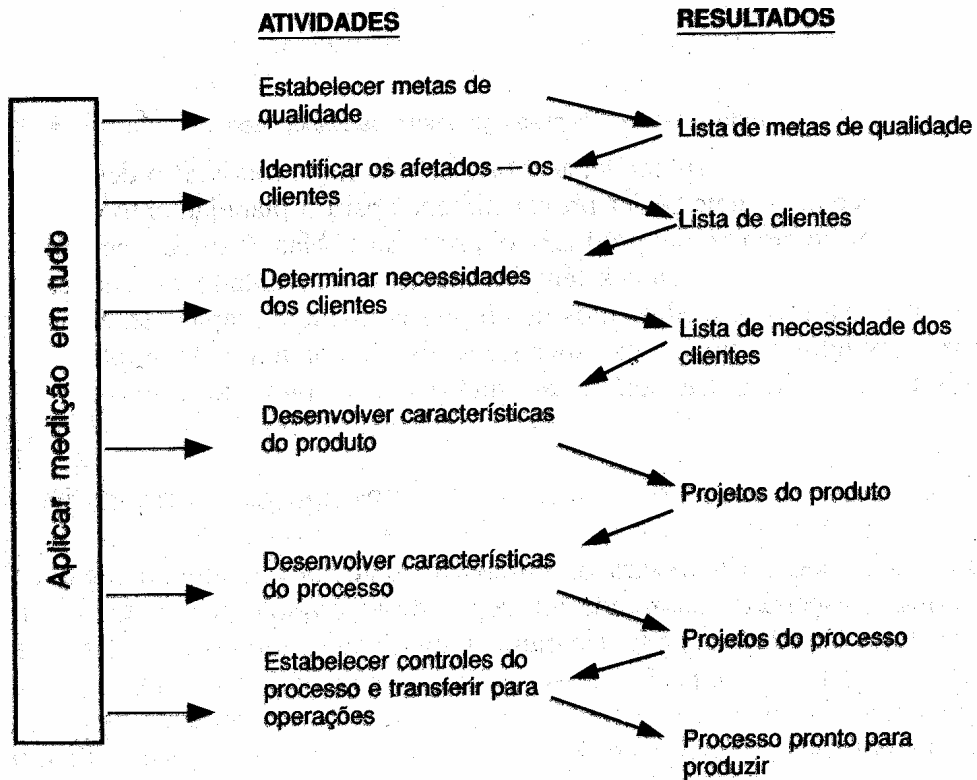 ATIVIDADES
RESULTADOS
Aplicar medição em tudo
Estabelecer metas de
qualidade
Lista de metas de qualidade
Identificar os afetados — os
clientes
Lista de clientes
Determinar necessidades
dos clientes
Lista de necessidade dos
clientes
Desenvolver características
do produto
Projetos do produto
Desenvolver características
do processo
Projetos do processo
Estabelecer controles do
processo e transferir para
operações
Processo pronto para
produzir